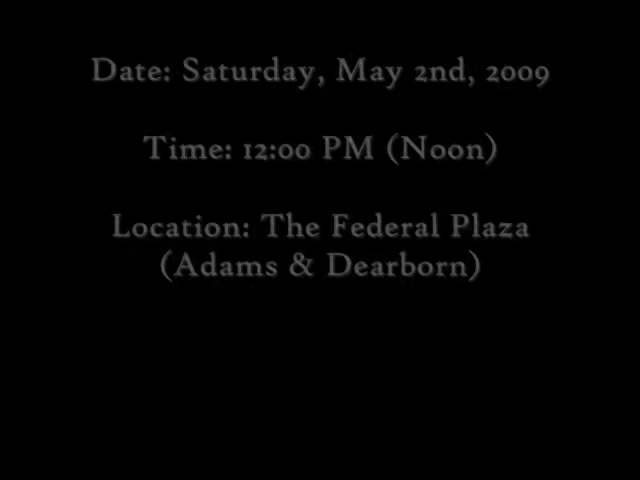 Date: Saturday, May 2nd, 2009
Time: 12:00 PM (Noon)
Location: The Federal Plaza
(Adams & Dearborn)